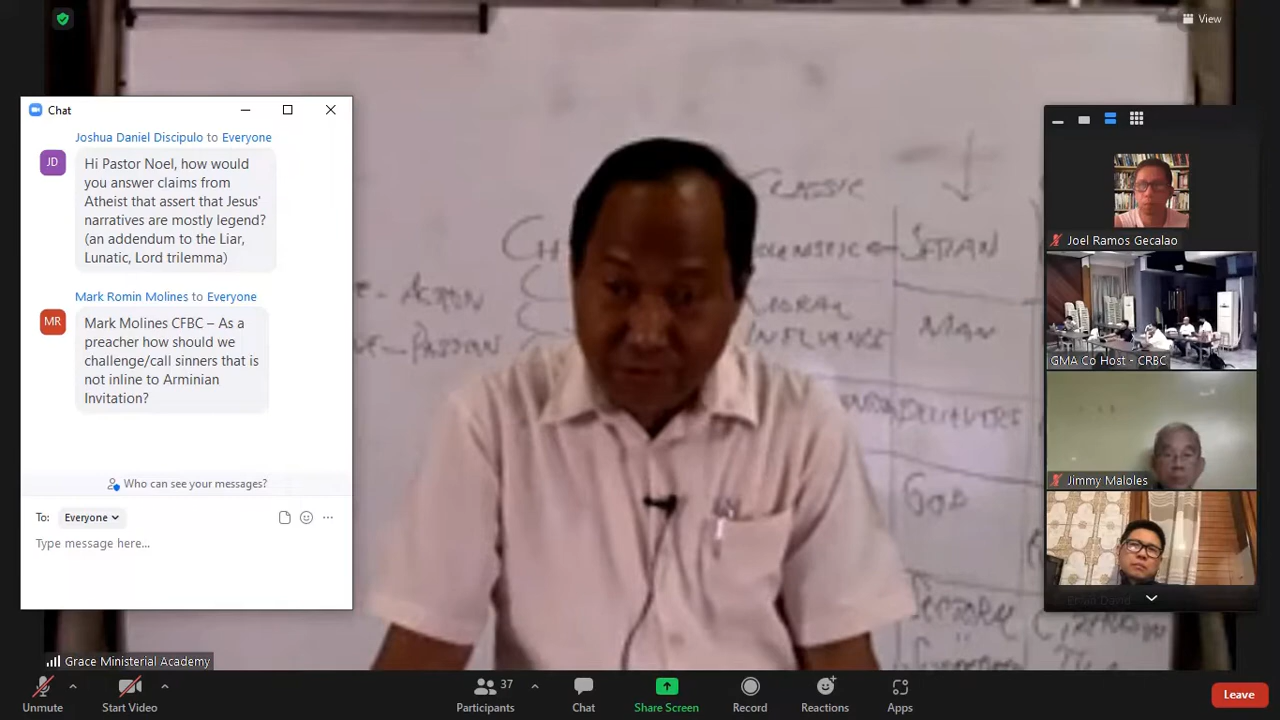 View
Chat
Joshua Daniel Discipulo to Everyone
JD
Hi Pastor Noel, how would
you answer claims from
Atheist that assert that Jesus'
narratives are mostly legend?
(an addendum to the Liar,
Lunatic, Lord trilemma)
Mark Romin Molines to Everyone
MR
Mark Molines CFBC – As a
preacher how should we
challenge/call sinners that is
not inline to Arminian
Invitation?
Who can see your messages?
To: Everyone
Type message here...
CLASSIC
SATAN
MORAL
INFLUENCE
MAN
GOD
Joel Ramos Gecalao
GMA Co Host - CRBC
Jimmy Maloles
Grace Ministerial Academy
Unmute
Start Video
Participants
37
Chat
Share Screen
Record
Reactions
Apps
Leave